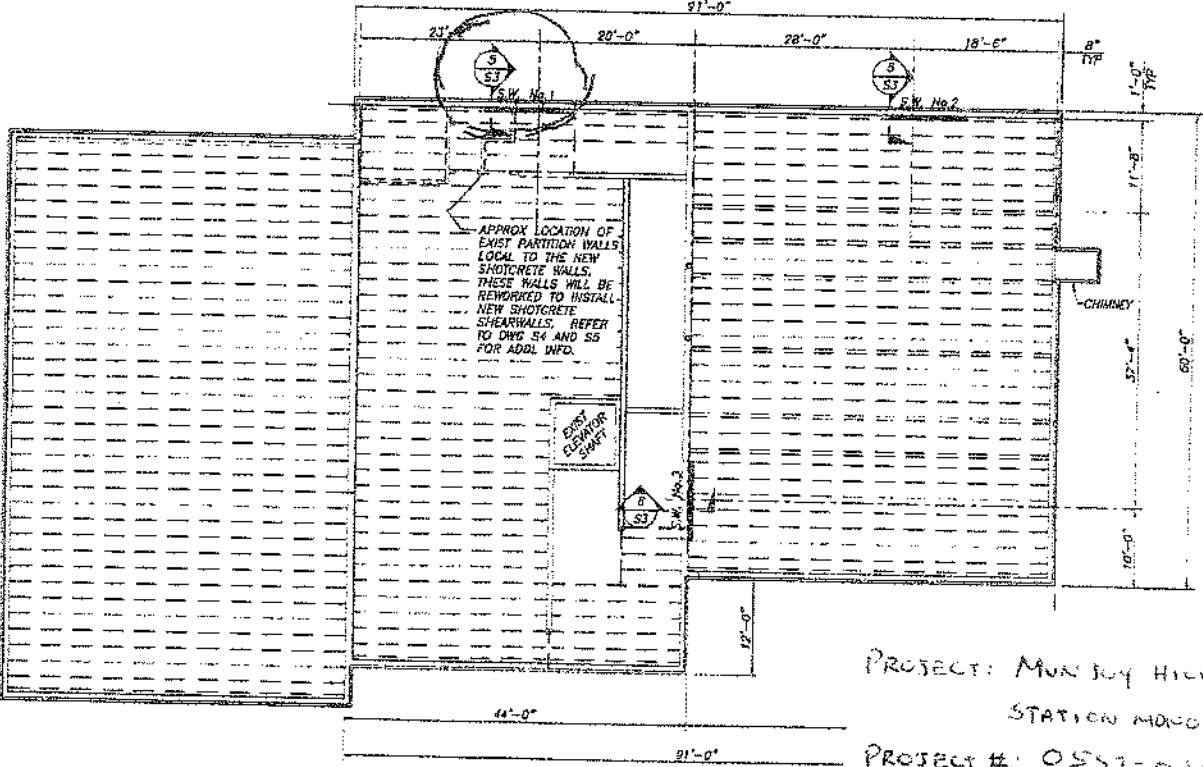 91'-0"
23' 20'-0" 28'-0" 18'-6" 8"
TYP
5
S3
S.W. No.1
5
S3
S.W. No.2
1'-0"
TYP
11'-8"
APPROX LOCATION OF
EXIST PARTITION WALLS
LOCAL TO THE NEW
SHOTCRETE WALLS.
THESE WALLS WILL BE
REWORKED TO INSTALL
NEW SHOTCRETE
SHEARWALLS. REFER
TO DWG S4 AND S5
FOR ADDL INFO.
CHIMNEY
60'-0"
EXIST
ELEVATOR
SHAFT
6
S3
S.W. No.3
10'-0"
12'-0"
44'-0"
91'-0"
PROJECT: MUNJOY HILL
STATION
PROJECT #: